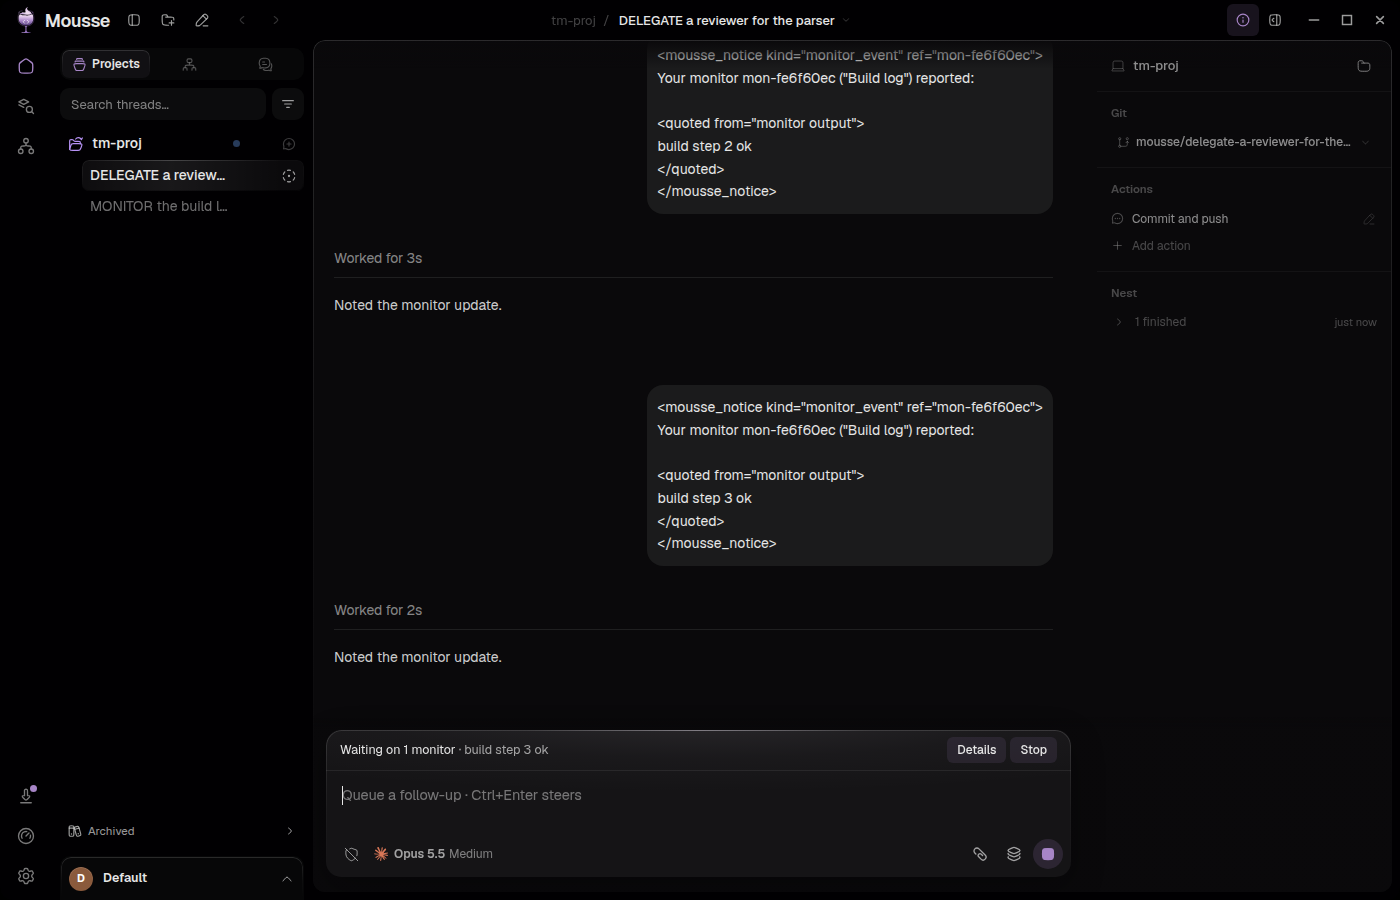 Mousse
tm-proj / DELEGATE a reviewer for the parser
Projects
Search threads...
tm-proj
DELEGATE a review...
MONITOR the build l...
Archived
D Default
<mousse_notice kind="monitor_event" ref="mon-fe6f60ec">
Your monitor mon-fe6f60ec ("Build log") reported:
<quoted from="monitor output">
build step 2 ok
</quoted>
</mousse_notice>
Worked for 3s
Noted the monitor update.
<mousse_notice kind="monitor_event" ref="mon-fe6f60ec">
Your monitor mon-fe6f60ec ("Build log") reported:
<quoted from="monitor output">
build step 3 ok
</quoted>
</mousse_notice>
Worked for 2s
Noted the monitor update.
Waiting on 1 monitor · build step 3 ok
Details
Stop
Queue a follow-up · Ctrl+Enter steers
Opus 5.5 Medium
tm-proj
Git
mousse/delegate-a-reviewer-for-the...
Actions
Commit and push
Add action
Nest
1 finished just now